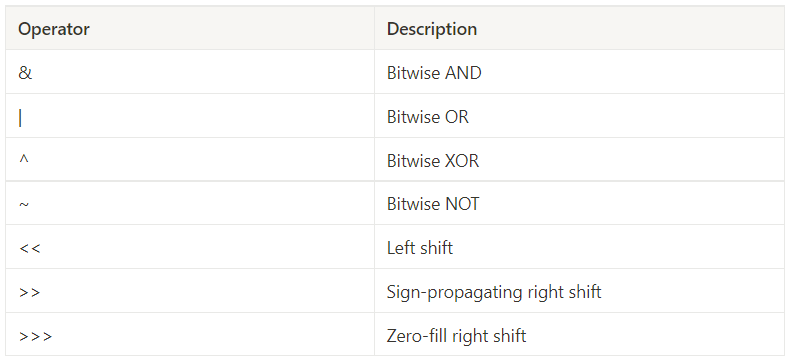 Operator Description
& Bitwise AND
| Bitwise OR
^ Bitwise XOR
~ Bitwise NOT
<< Left shift
>> Sign-propagating right shift
>>> Zero-fill right shift